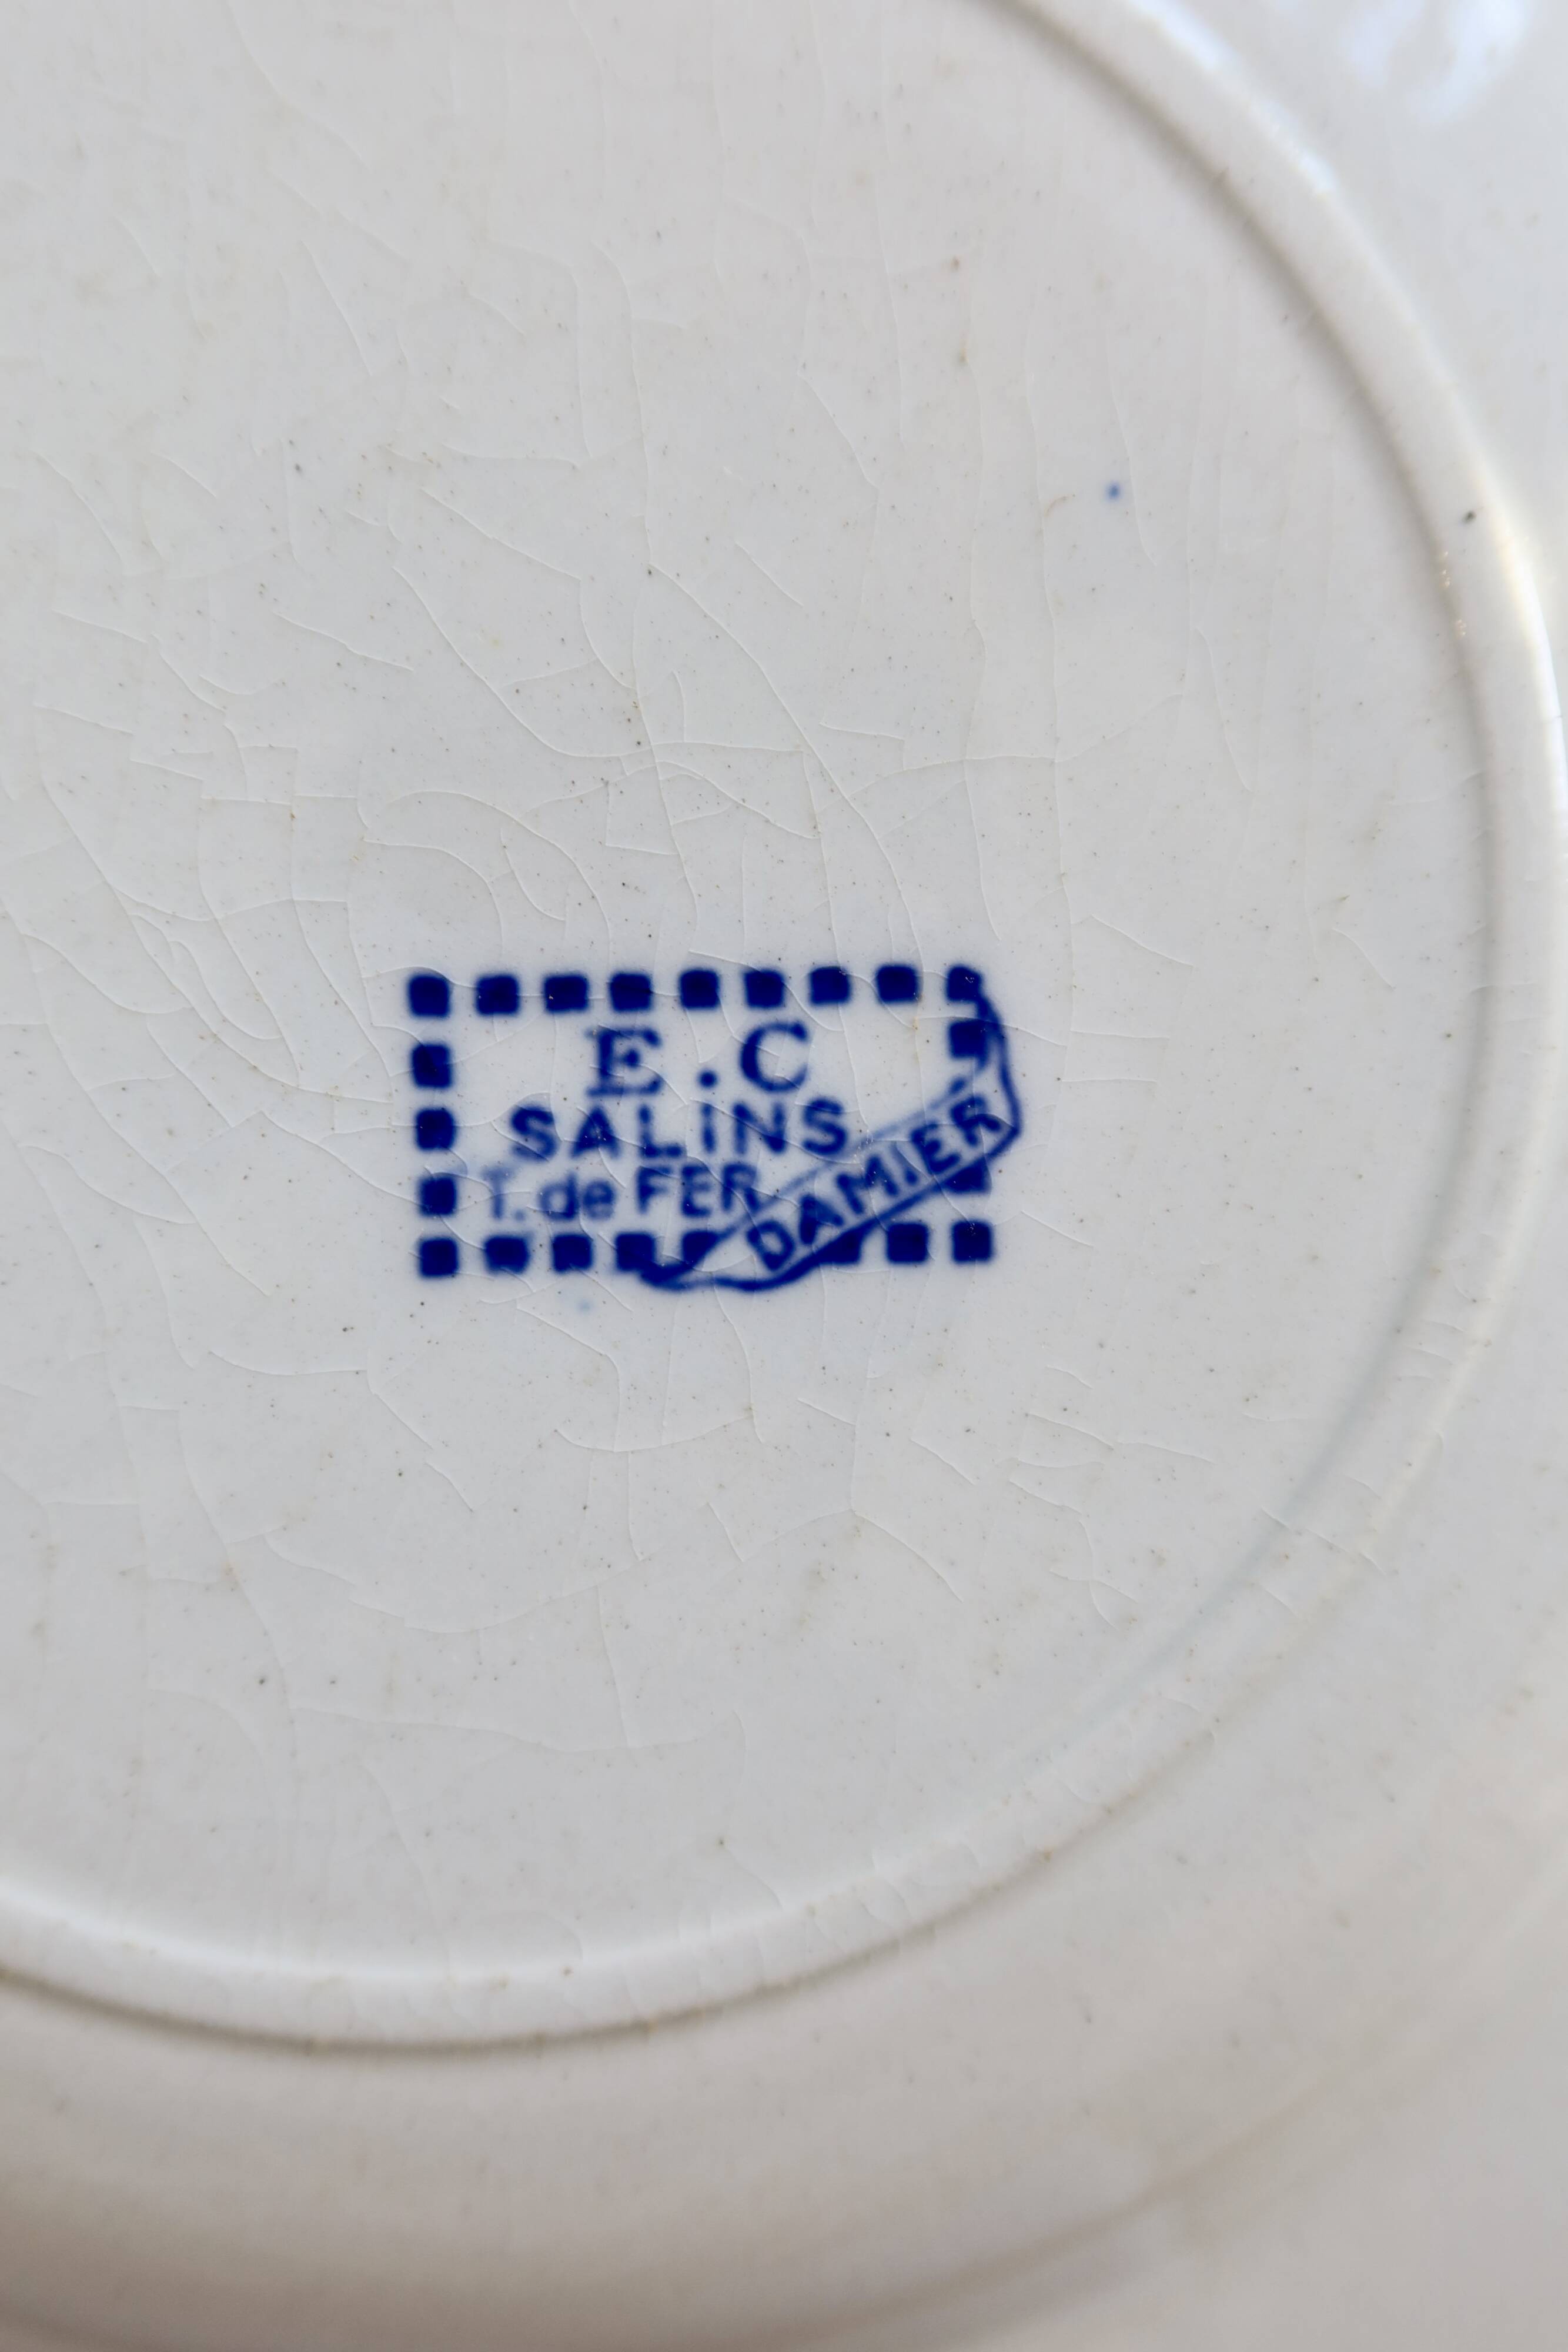 E.C
SALiNS
T. de FER
DAMIER